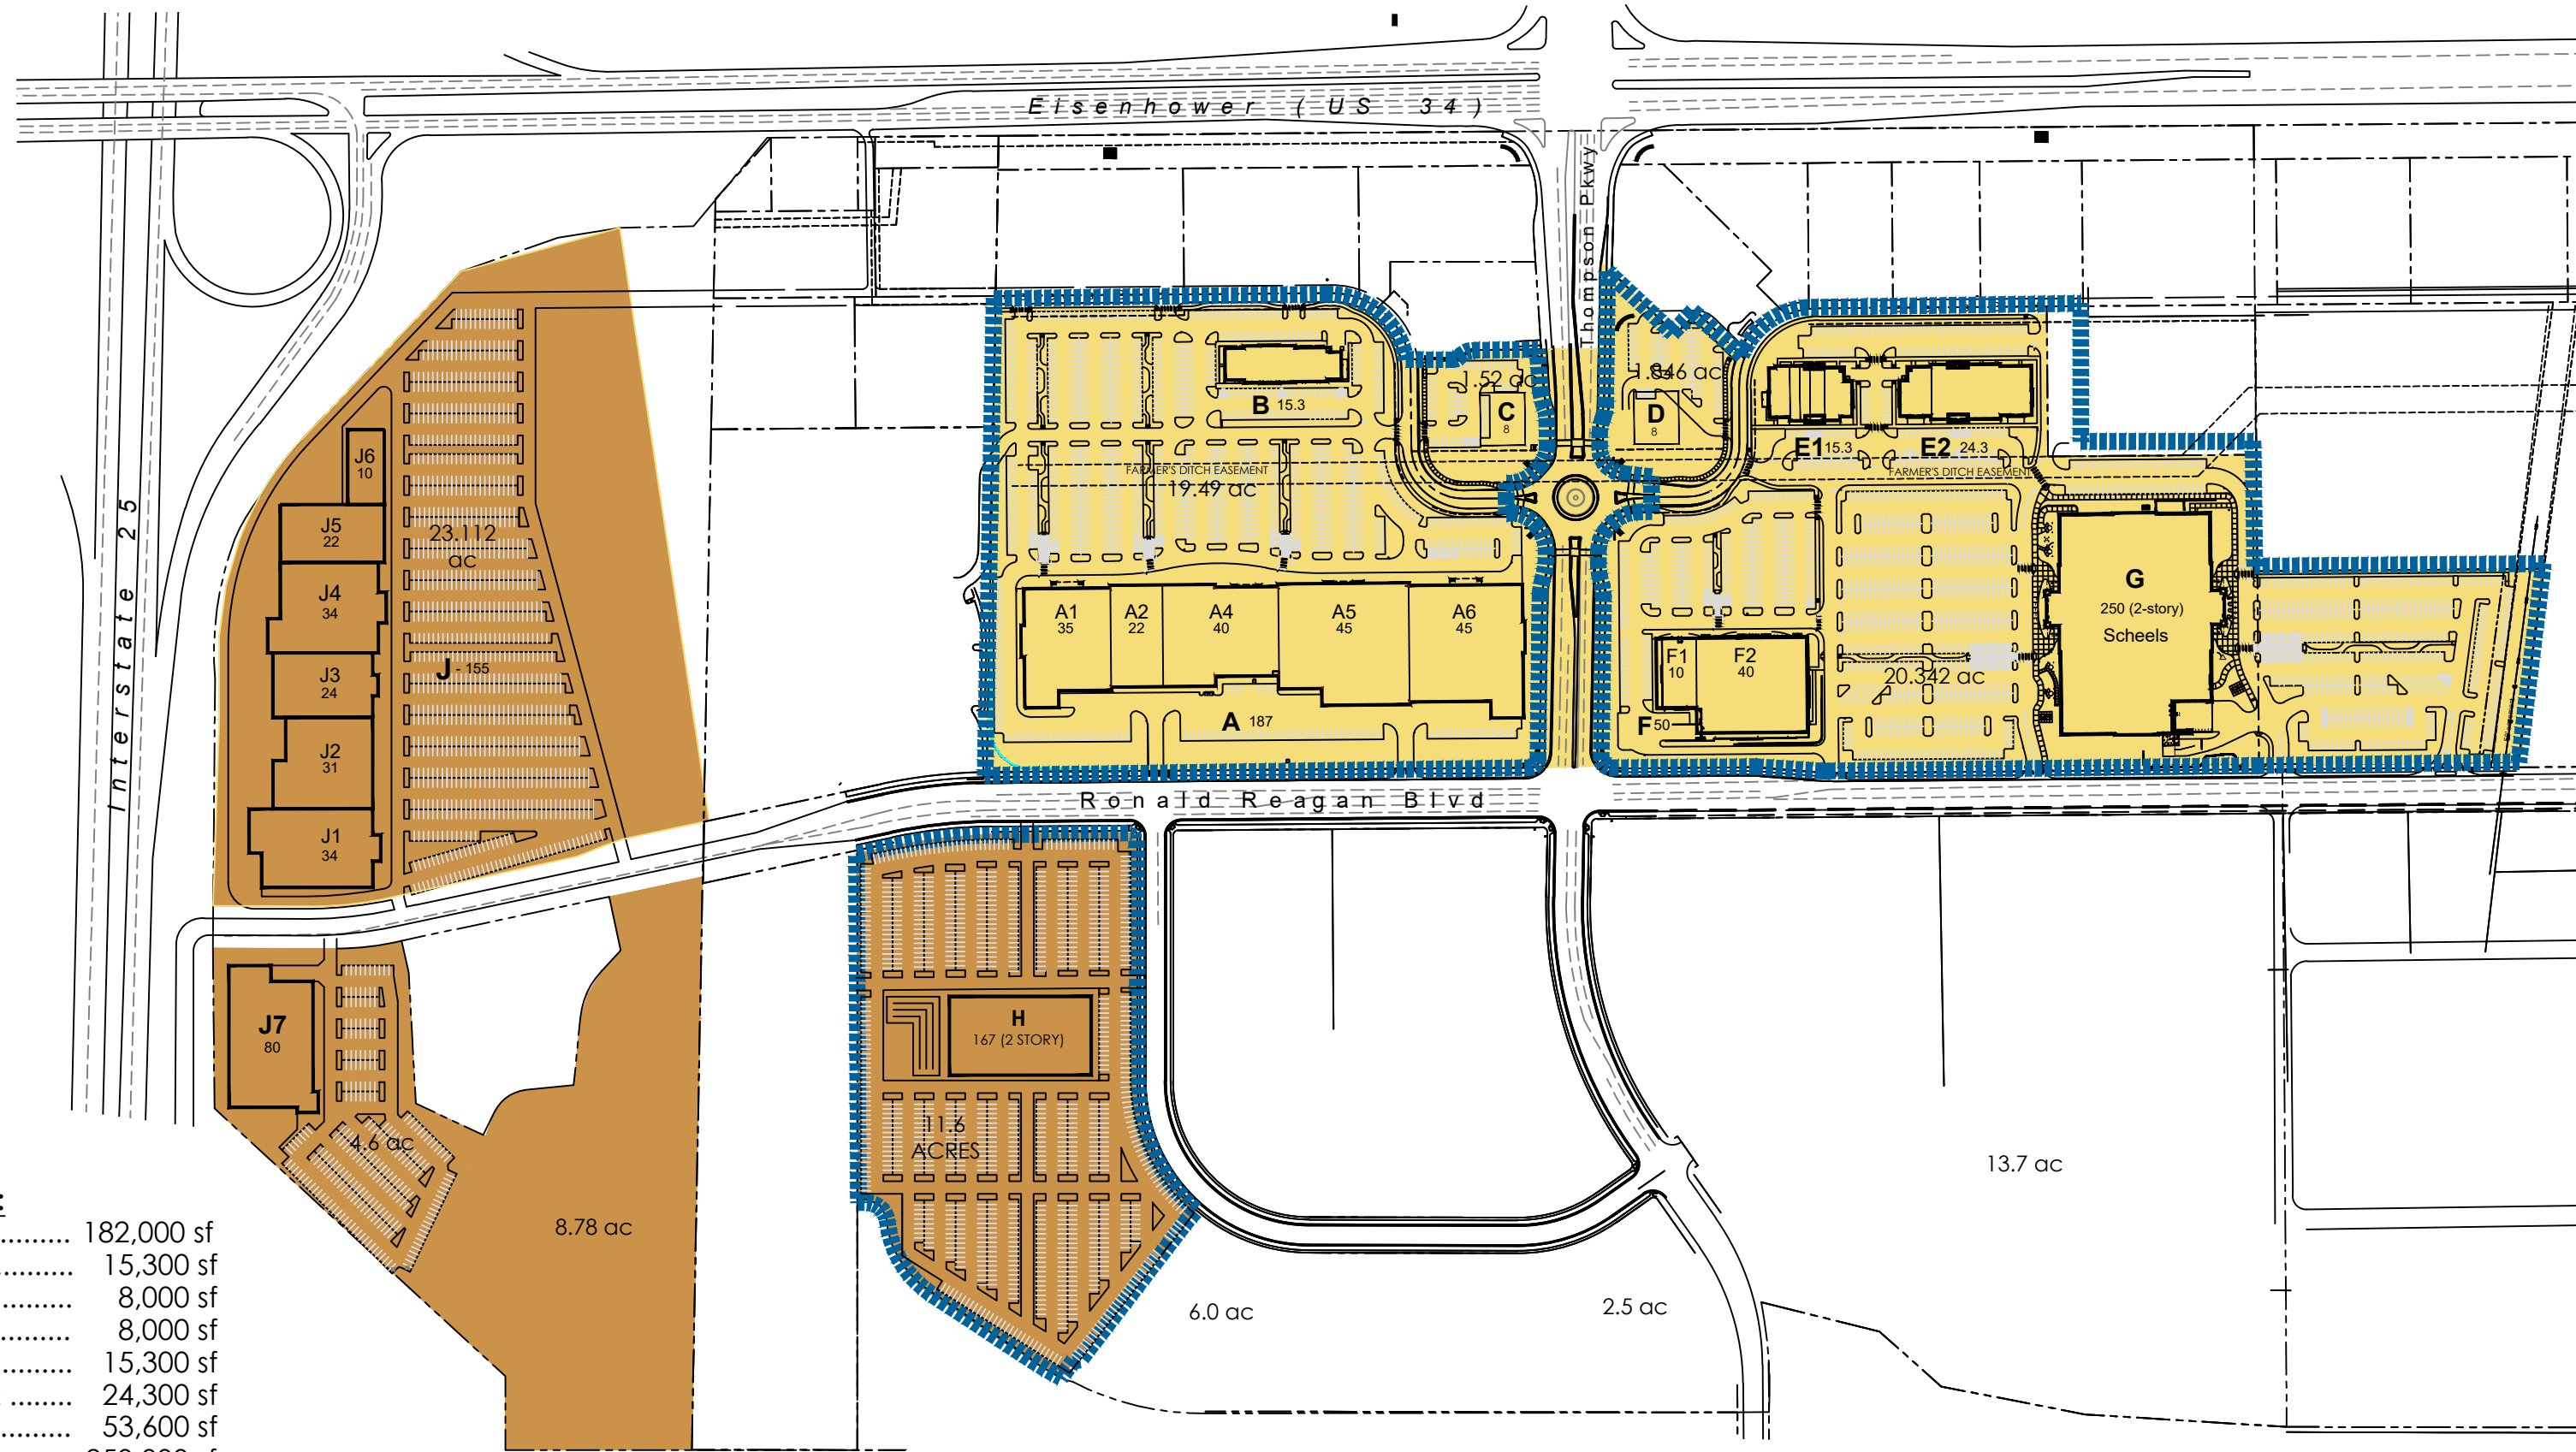 Eisenhower (US 34)
Thompson Pkwy
Interstate 25
1.52 ac
C
8
D
8
B 15.3
E1 15.3
E2 24.3
FARMER'S DITCH EASEMENT
FARMER'S DITCH EASEMENT
19.49 ac
J6
10
J5
22
23.112
ac
J4
34
J3
24
J - 155
J2
31
J1
34
A1
35
A2
22
A4
40
A5
45
A6
45
A 187
F1
10
F2
40
F 50
20.342 ac
G
250 (2-story)
Scheels
Ronald Reagan Blvd
J7
80
H
167 (2 STORY)
11.6
ACRES
4.6 ac
8.78 ac
13.7 ac
6.0 ac
2.5 ac
......... 182,000 sf
.......... 15,300 sf
......... 8,000 sf
......... 8,000 sf
.......... 15,300 sf
........ 24,300 sf
.......... 53,600 sf